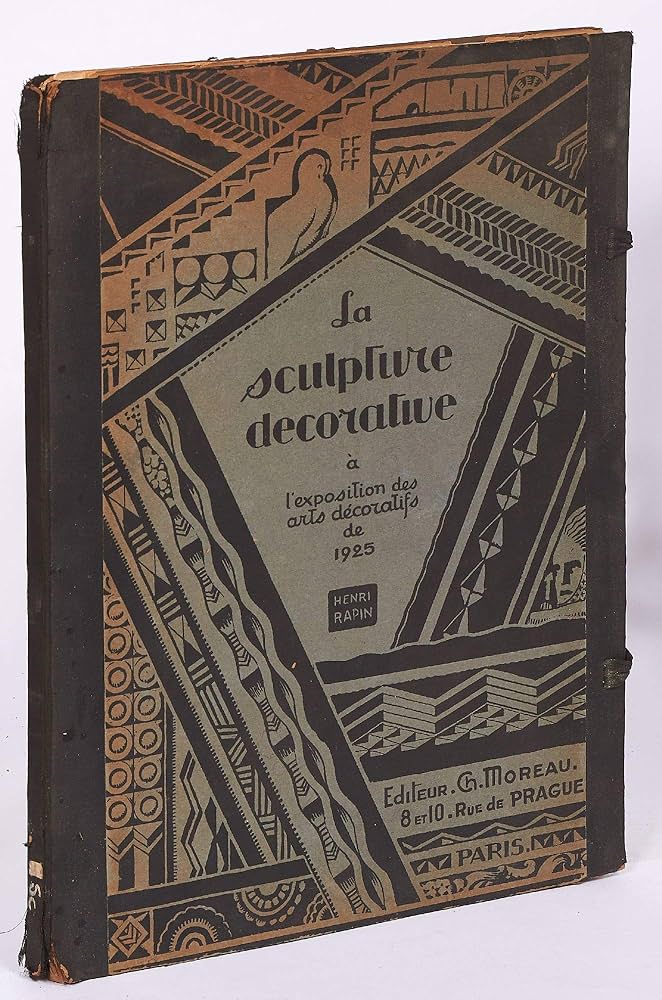 La
sculpture
decorative
à
l'exposition des
arts décoratifs
de
1925
HENRI
RAPIN
Editeur. Ch. Moreau.
8 et 10. Rue de PRAGUE
PARIS.
Sc